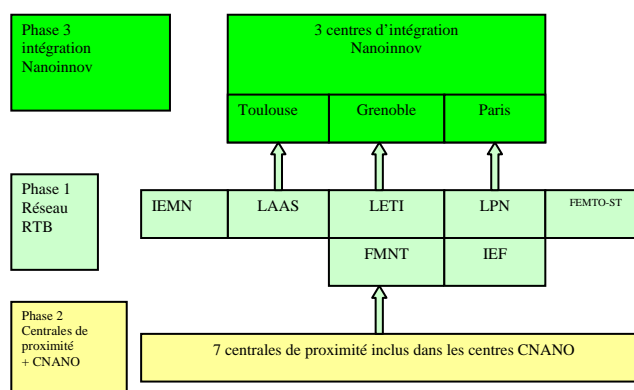 Phase 3
intégration
Nanoinnov
3 centres d'intégration
Nanoinnov
Toulouse
Grenoble
Paris
Phase 1
Réseau
RTB
IEMN
LAAS
LETI
LPN
FEMTO-ST
FMNT
IEF
Phase 2
Centrales de
proximité
+ CNANO
7 centrales de proximité inclus dans les centres CNANO